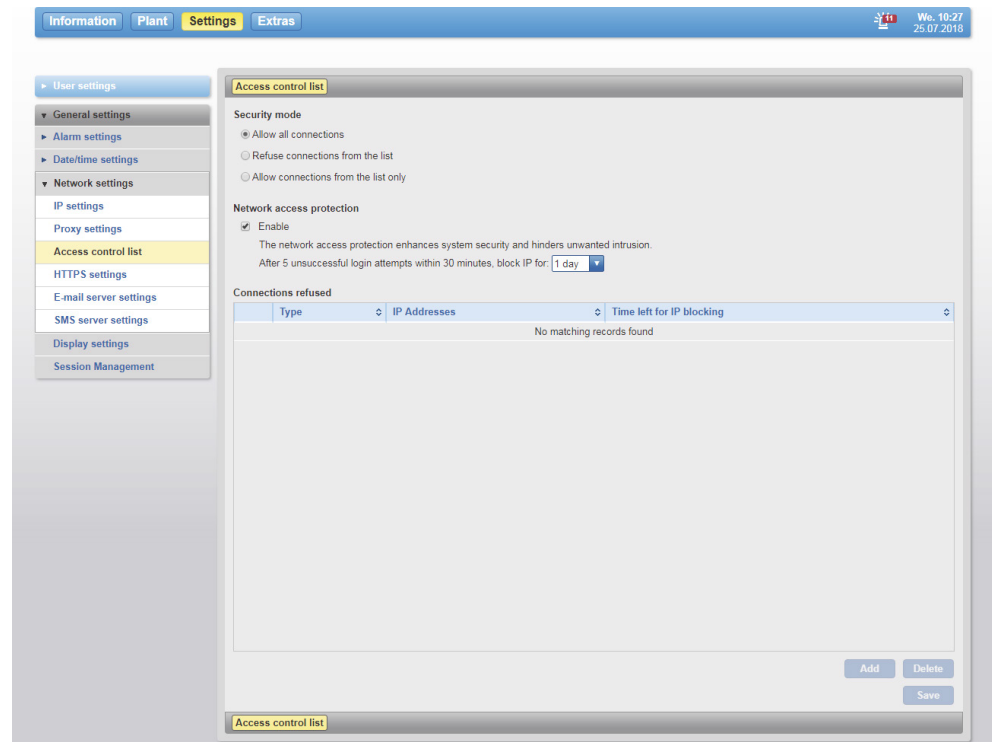 Information Plant Settings Extras 11 We. 10:27
25.07.2018
User settings
General settings
Alarm settings
Date/time settings
Network settings
IP settings
Proxy settings
Access control list
HTTPS settings
E-mail server settings
SMS server settings
Display settings
Session Management
Access control list
Security mode
Allow all connections
Refuse connections from the list
Allow connections from the list only
Network access protection
Enable
The network access protection enhances system security and hinders unwanted intrusion.
After 5 unsuccessful login attempts within 30 minutes, block IP for: 1 day
Connections refused
Type IP Addresses Time left for IP blocking
No matching records found
Add Delete
Save
Access control list